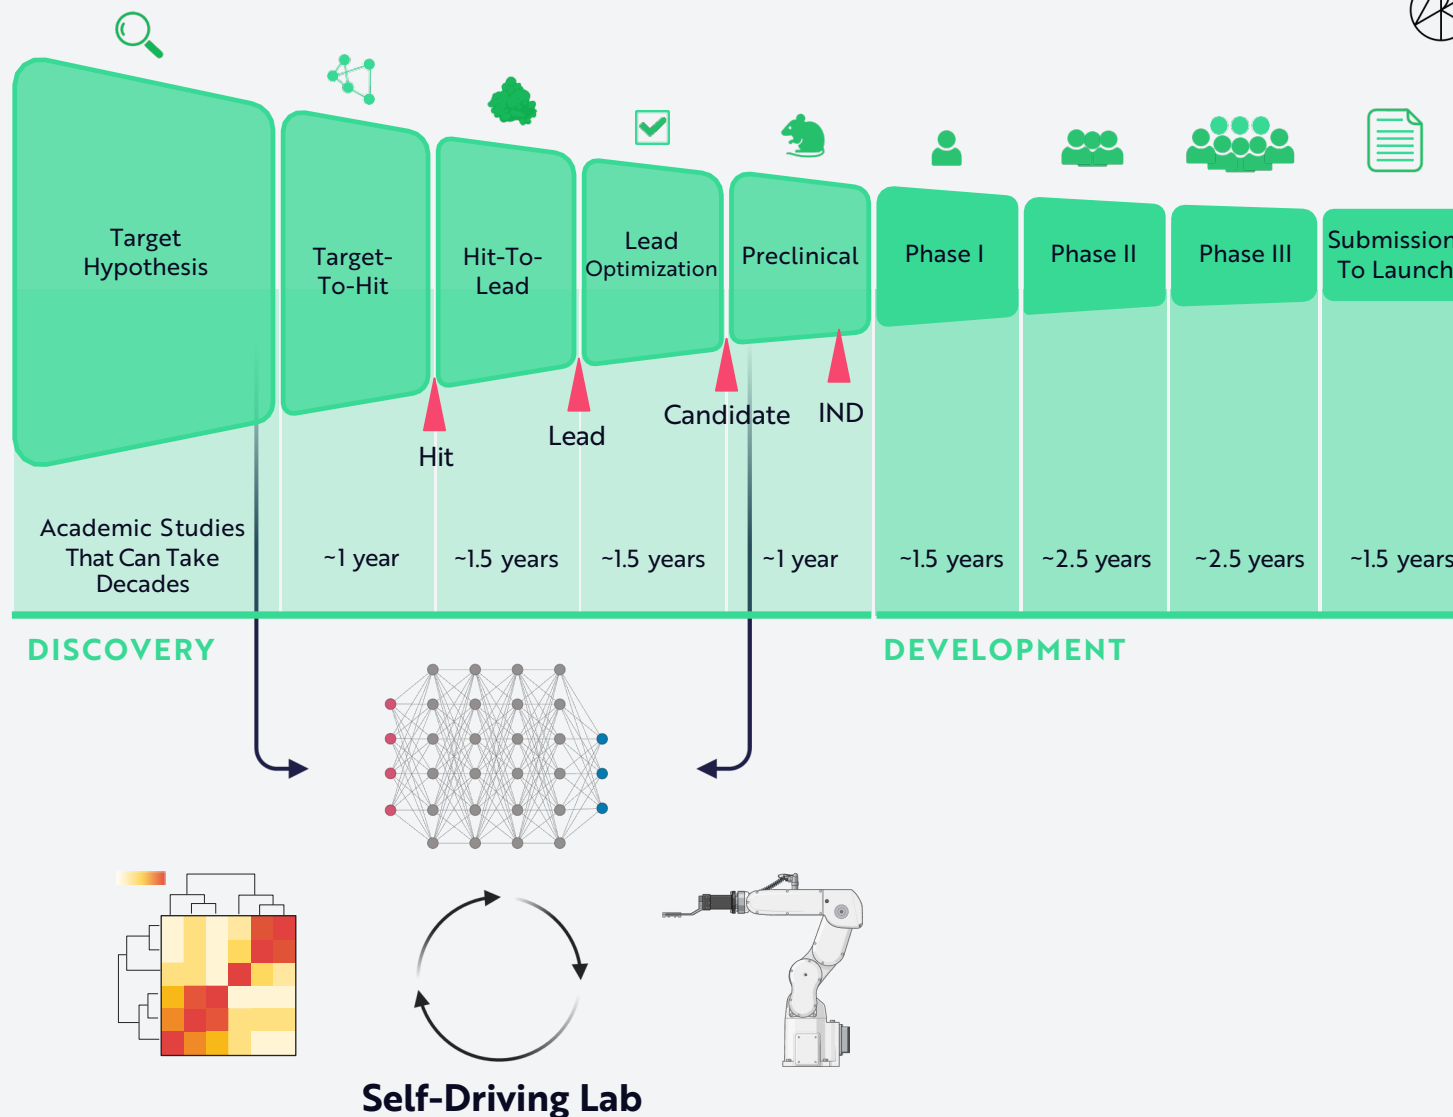 Target
Hypothesis
Target-
To-Hit
Hit-To-
Lead
Lead
Optimization
Preclinical
Phase I
Phase II
Phase III
Submission
To Launch
Hit
Lead
Candidate
IND
Academic Studies
That Can Take
Decades
~1 year
~1.5 years
~1.5 years
~1 year
~1.5 years
~2.5 years
~2.5 years
~1.5 years
DISCOVERY
DEVELOPMENT
Self-Driving Lab